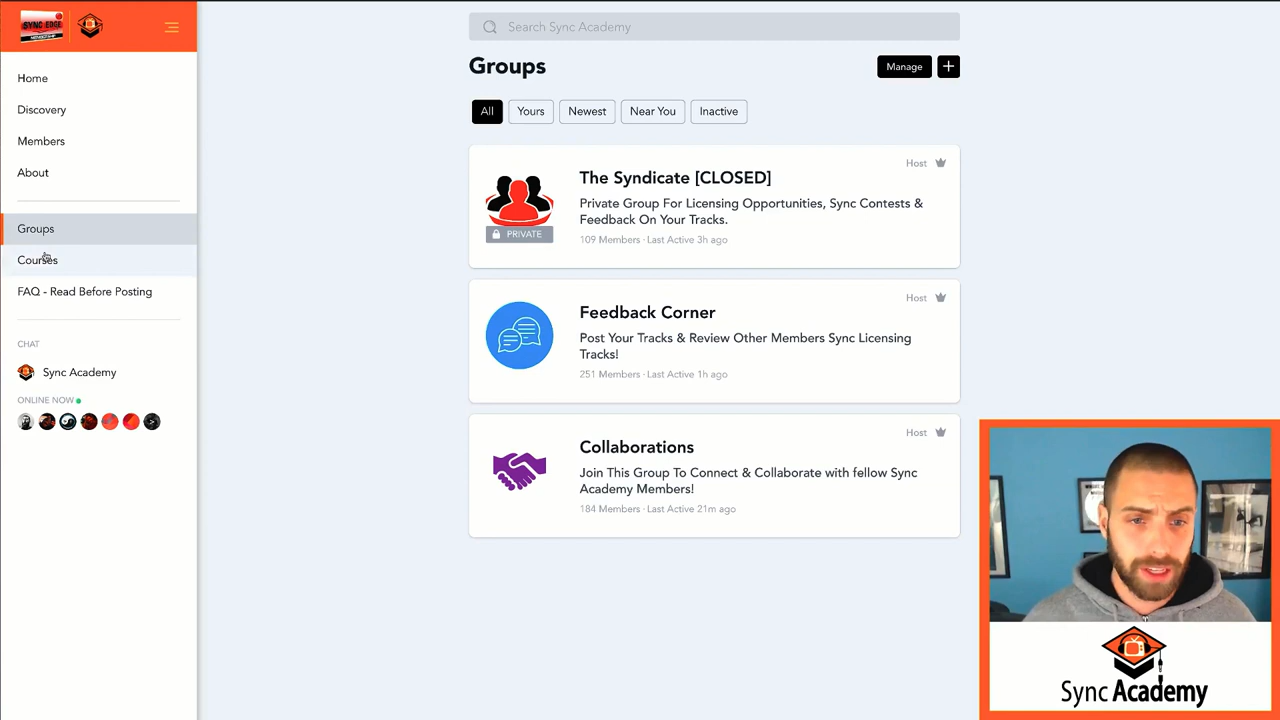 SYNC EDGE
MEMBERSHIP
Home
Discovery
Members
About
Groups
Courses
FAQ - Read Before Posting
CHAT
Sync Academy
ONLINE NOW
Search Sync Academy
Groups
Manage
All
Yours
Newest
Near You
Inactive
Host
The Syndicate [CLOSED]
Private Group For Licensing Opportunities, Sync Contests &
Feedback On Your Tracks.
PRIVATE
109 Members · Last Active 3h ago
Host
Feedback Corner
Post Your Tracks & Review Other Members Sync Licensing
Tracks!
251 Members · Last Active 1h ago
Host
Collaborations
Join This Group To Connect & Collaborate with fellow Sync
Academy Members!
184 Members · Last Active 21m ago
Sync Academy